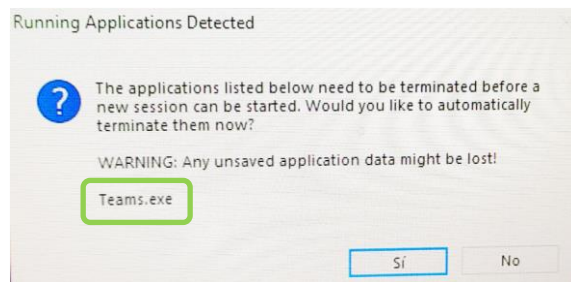 Running Applications Detected
The applications listed below need to be terminated before a
new session can be started. Would you like to automatically
terminate them now?
WARNING: Any unsaved application data might be lost!
Teams.exe
Sí
No